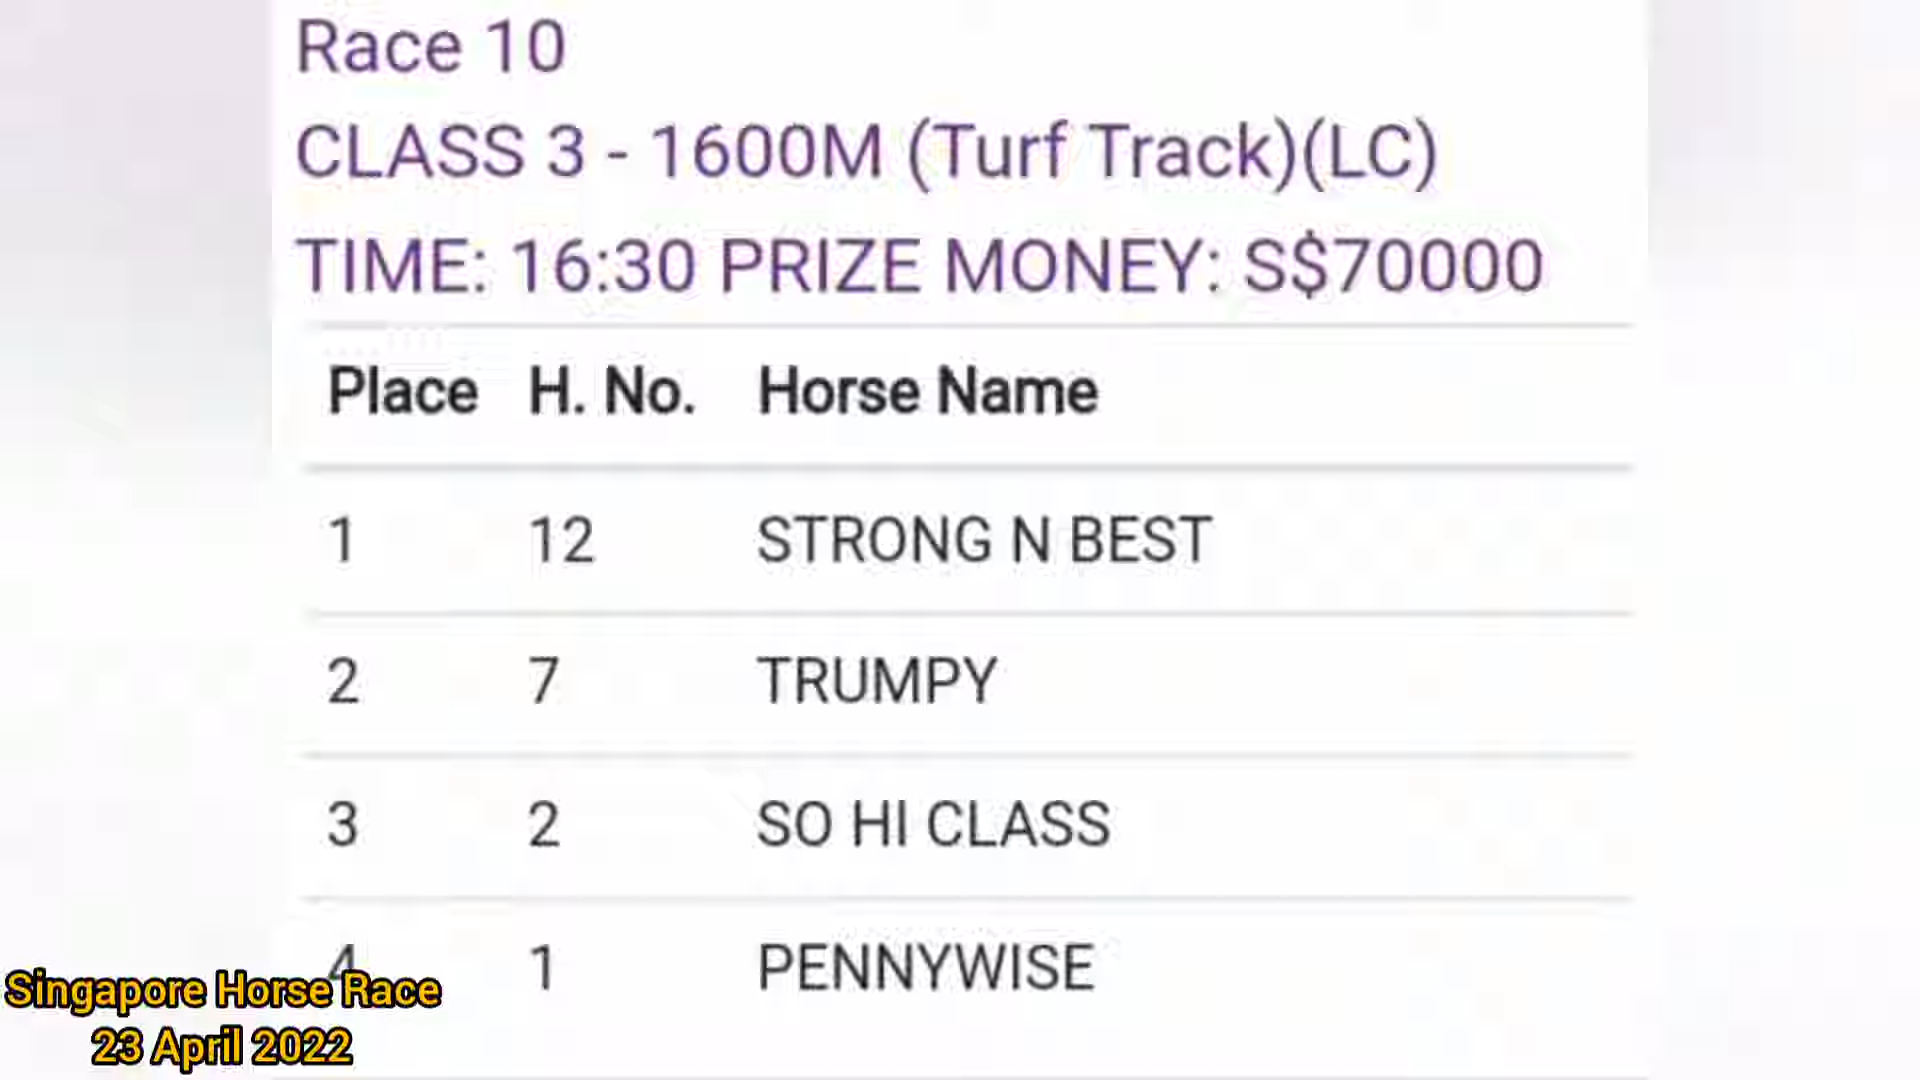 Race 10
CLASS 3 - 1600M (Turf Track)(LC)
TIME: 16:30 PRIZE MONEY: S$70000
Place H. No. Horse Name
1 12 STRONG N BEST
2 7 TRUMPY
3 2 SO HI CLASS
4 1 PENNYWISE
Singapore Horse Race
23 April 2022